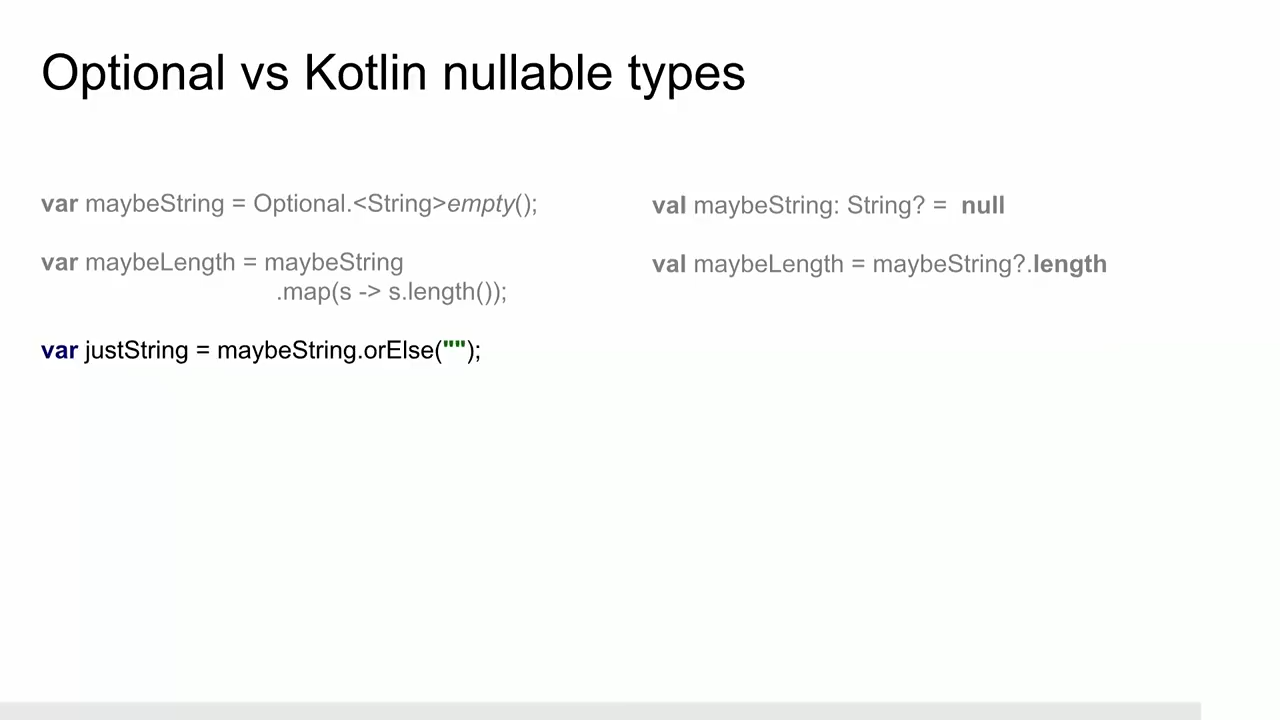 Optional vs Kotlin nullable types
var maybeString = Optional.<String>empty();
var maybeLength = maybeString
.map(s -> s.length());
var justString = maybeString.orElse("");
val maybeString: String? =  null
val maybeLength = maybeString?.length